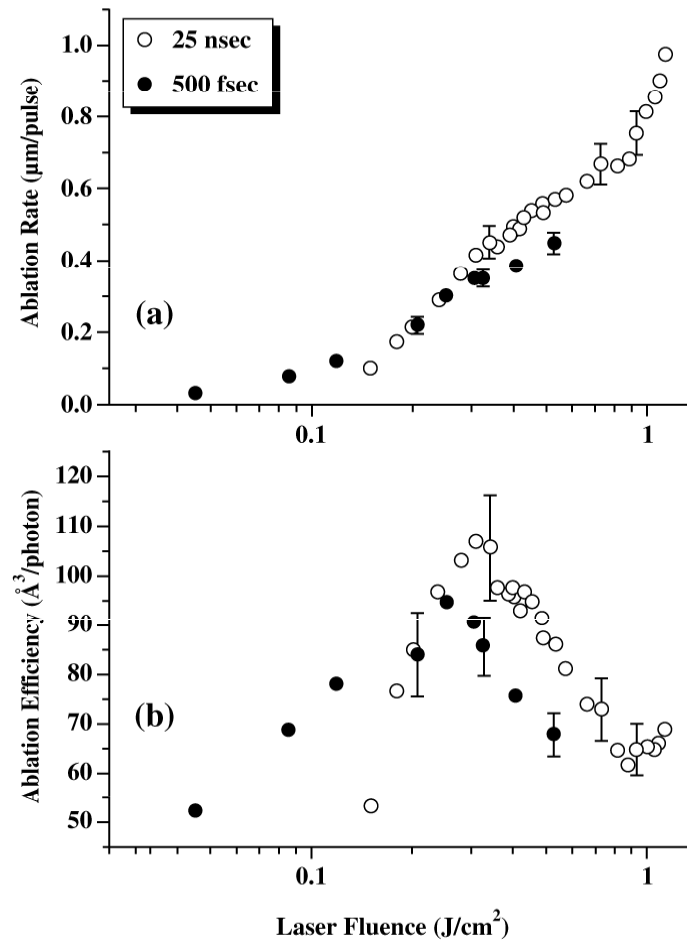 25 nsec
500 fsec
Ablation Rate (μm/pulse)
1.0
0.8
0.6
0.4
0.2
0.0
(a)
0.1
1
Ablation Efficiency (Å³/photon)
120
110
100
90
80
70
60
50
(b)
0.1
1
Laser Fluence (J/cm²)